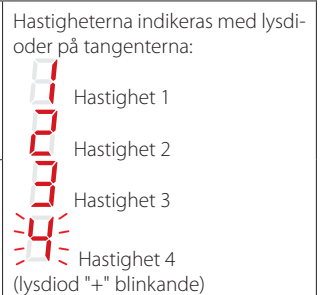 Hastigheterna indikeras med lysdi-
oder på tangenterna:
1 Hastighet 1
2 Hastighet 2
3 Hastighet 3
4 Hastighet 4
(lysdiod "+" blinkande)